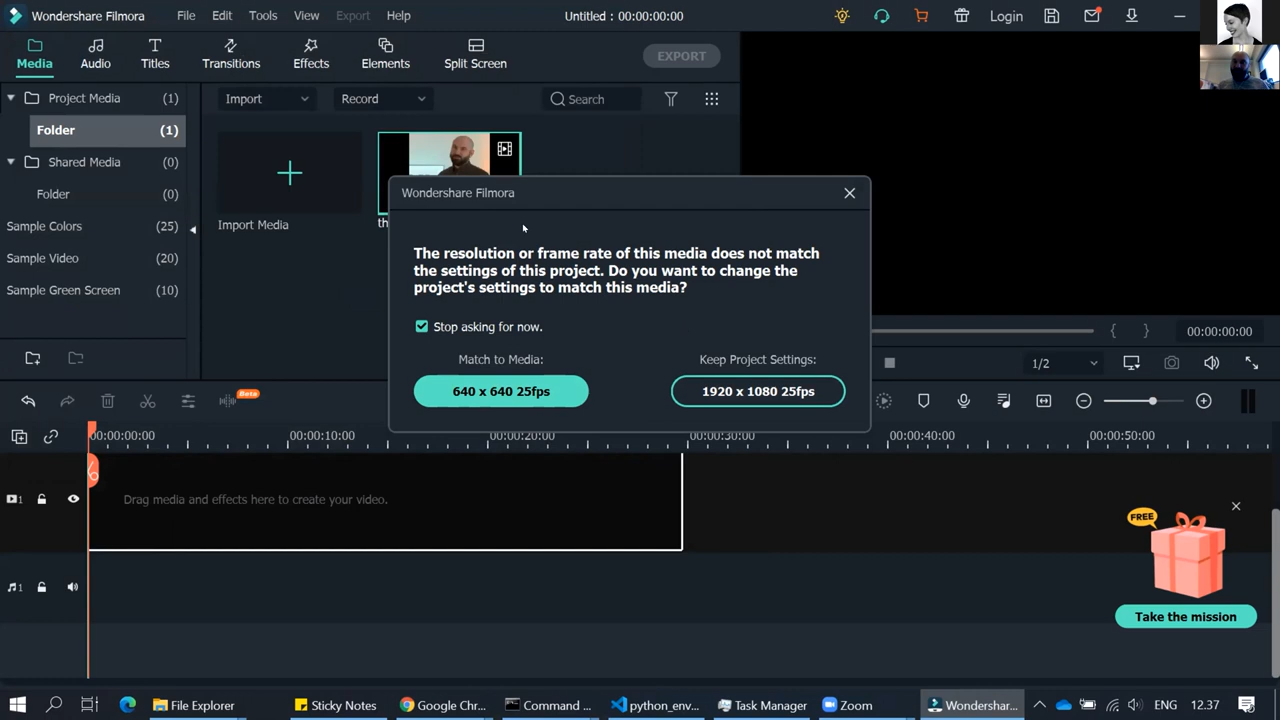 Wondershare Filmora
File
Edit
Tools
View
Export
Help
Untitled : 00:00:00:00
Login
Media
Audio
Titles
Transitions
Effects
Elements
Split Screen
EXPORT
Project Media
(1)
Import
Record
Search
Folder
(1)
Shared Media
(0)
Folder
(0)
Sample Colors
(25)
Sample Video
(20)
Sample Green Screen
(10)
Import Media
th
Wondershare Filmora
The resolution or frame rate of this media does not match
the settings of this project. Do you want to change the
project's settings to match this media?
Stop asking for now.
Match to Media:
Keep Project Settings:
640 x 640 25fps
1920 x 1080 25fps
00:00:00:00
1/2
Beta
00:00:00:00
00:00:10:00
00:00:20:00
00:00:30:00
00:00:40:00
00:00:50:00
1
Drag media and effects here to create your video.
1
FREE
Take the mission
File Explorer
Sticky Notes
Google Chr...
Command ...
python_env...
Task Manager
Zoom
Wondersha...
ENG
12.37